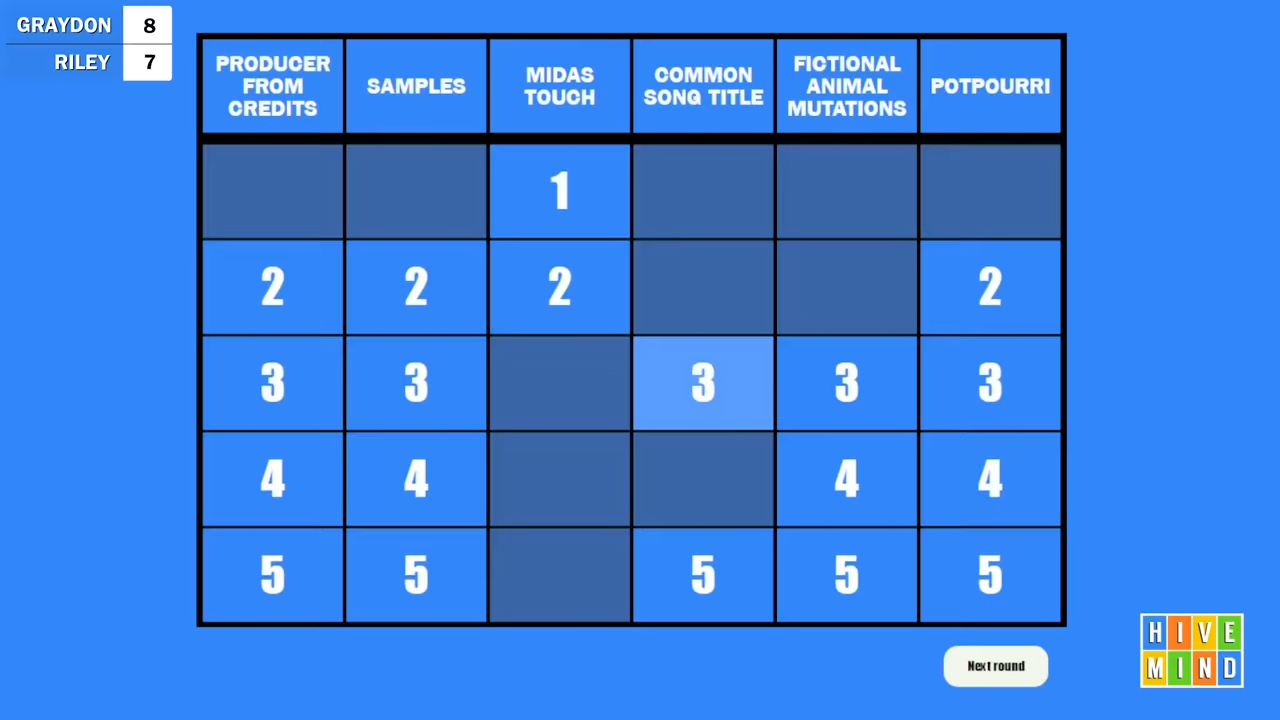 GRAYDON 8
RILEY 7
PRODUCER
FROM
CREDITS
SAMPLES
MIDAS
TOUCH
COMMON
SONG TITLE
FICTIONAL
ANIMAL
MUTATIONS
POTPOURRI
1
2 2 2 2
3 3 3 3 3
4 4 4 4
5 5 5 5 5
Next round
HIVE
MIND